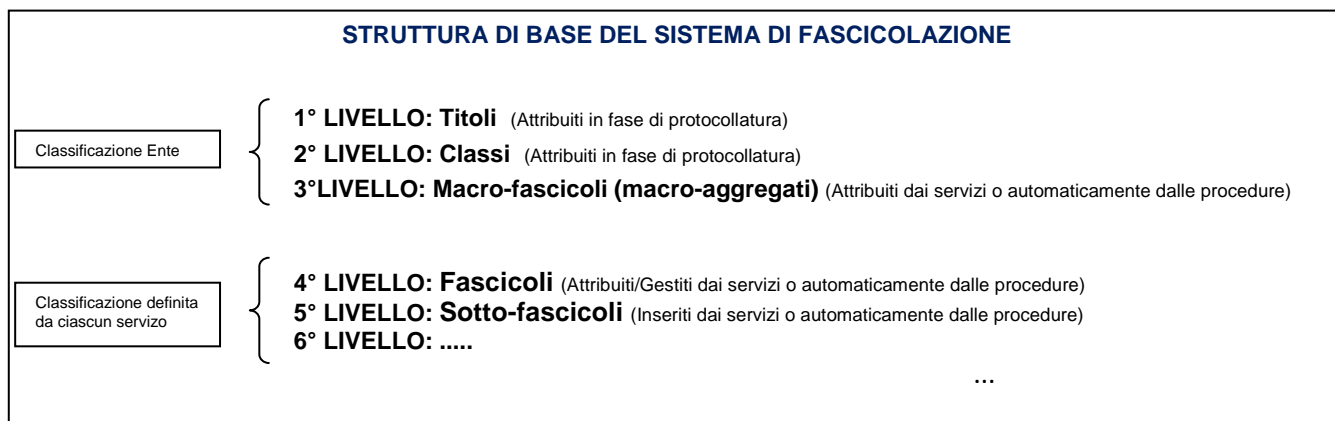 STRUTTURA DI BASE DEL SISTEMA DI FASCICOLAZIONE
Classificazione Ente
1° LIVELLO: Titoli (Attribuiti in fase di protocollatura)
2° LIVELLO: Classi (Attribuiti in fase di protocollatura)
3°LIVELLO: Macro-fascicoli (macro-aggregati) (Attribuiti dai servizi o automaticamente dalle procedure)
Classificazione definita
da ciascun servizo
4° LIVELLO: Fascicoli (Attribuiti/Gestiti dai servizi o automaticamente dalle procedure)
5° LIVELLO: Sotto-fascicoli (Inseriti dai servizi o automaticamente dalle procedure)
6° LIVELLO: .....
...